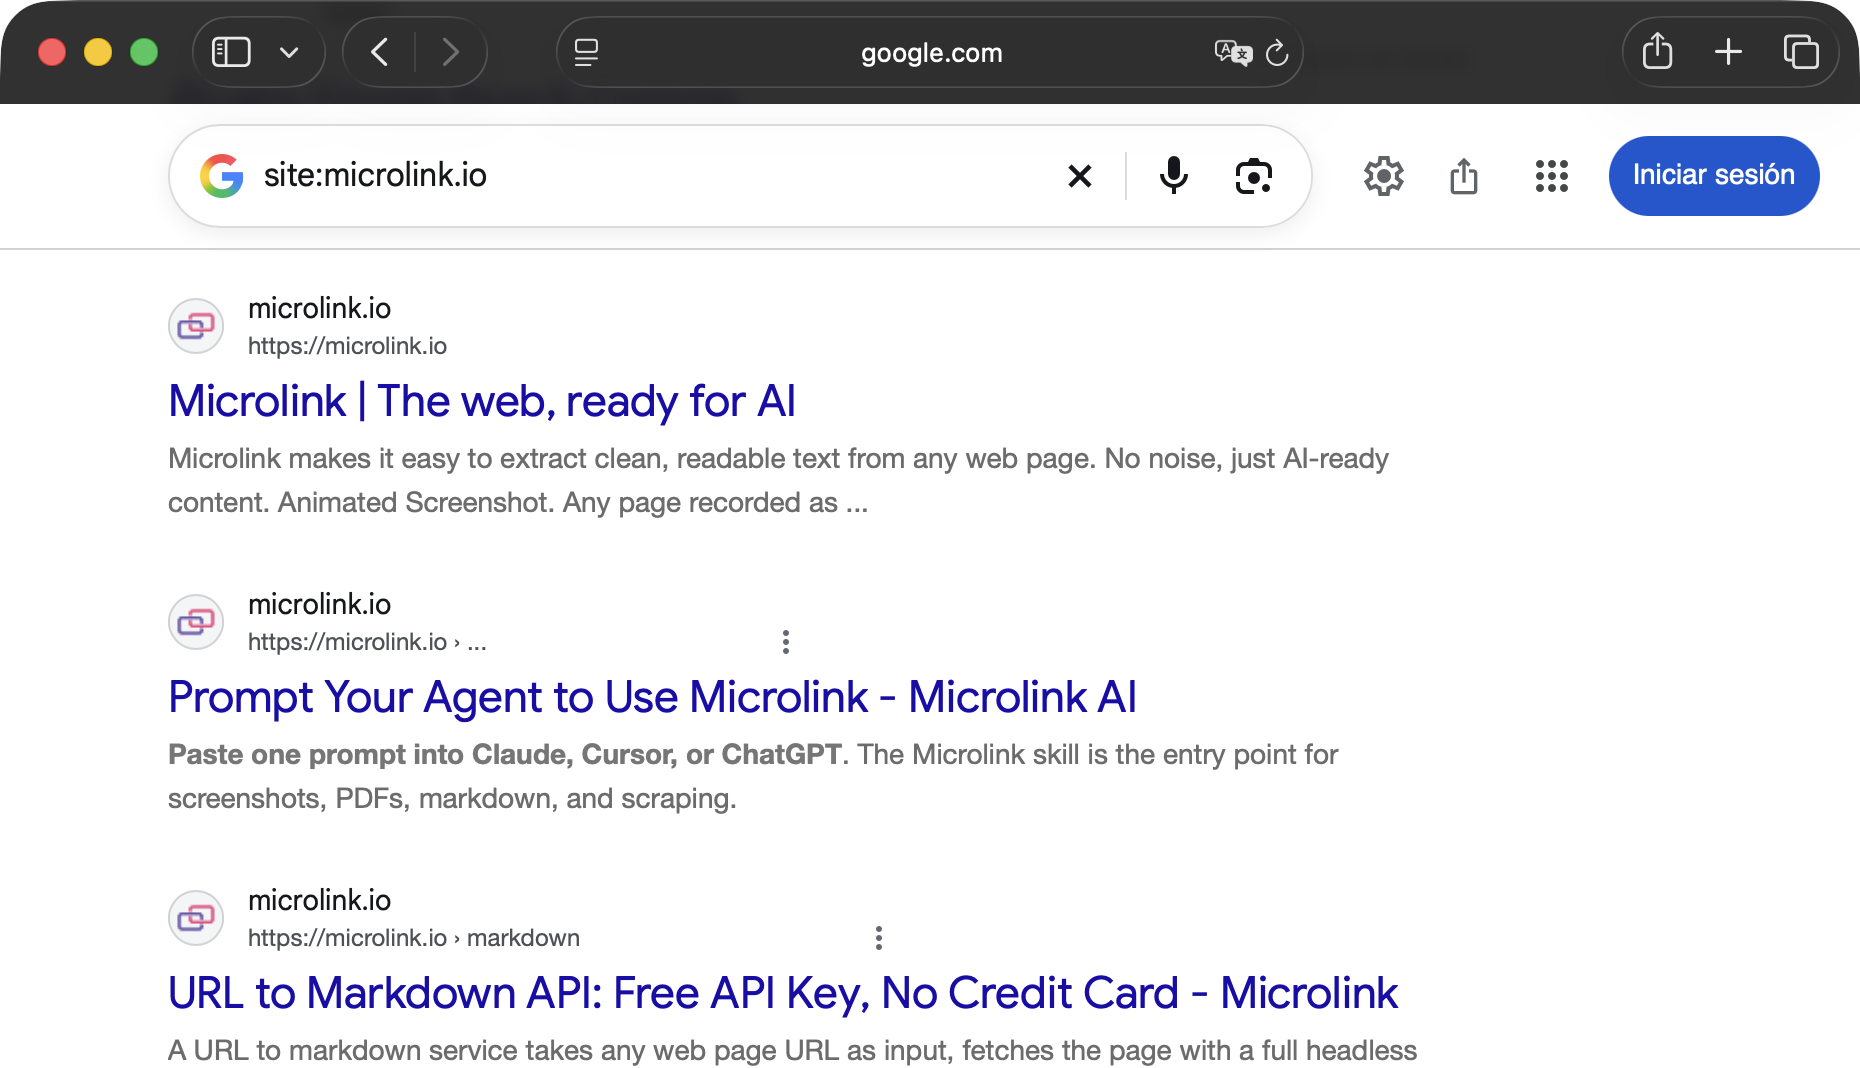 google.com
site:microlink.io
Iniciar sesión
microlink.io
https://microlink.io
Microlink | The web, ready for AI
Microlink makes it easy to extract clean, readable text from any web page. No noise, just AI-ready
content. Animated Screenshot. Any page recorded as ...
microlink.io
https://microlink.io › ...
Prompt Your Agent to Use Microlink - Microlink AI
Paste one prompt into Claude, Cursor, or ChatGPT. The Microlink skill is the entry point for
screenshots, PDFs, markdown, and scraping.
microlink.io
https://microlink.io › markdown
URL to Markdown API: Free API Key, No Credit Card - Microlink
A URL to markdown service takes any web page URL as input, fetches the page with a full headless